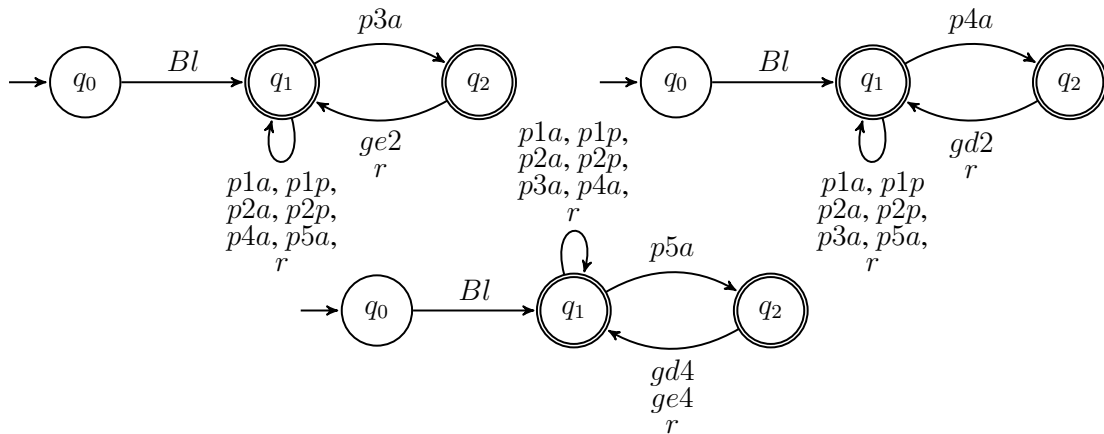 p3a
q0 Bl q1 q2
ge2
r
p1a, p1p,
p2a, p2p,
p4a, p5a,
r
p4a
q0 Bl q1 q2
gd2
r
p1a, p1p
p2a, p2p,
p3a, p5a,
r
p1a, p1p,
p2a, p2p,
p3a, p4a,
r
p5a
q0 Bl q1 q2
gd4
ge4
r